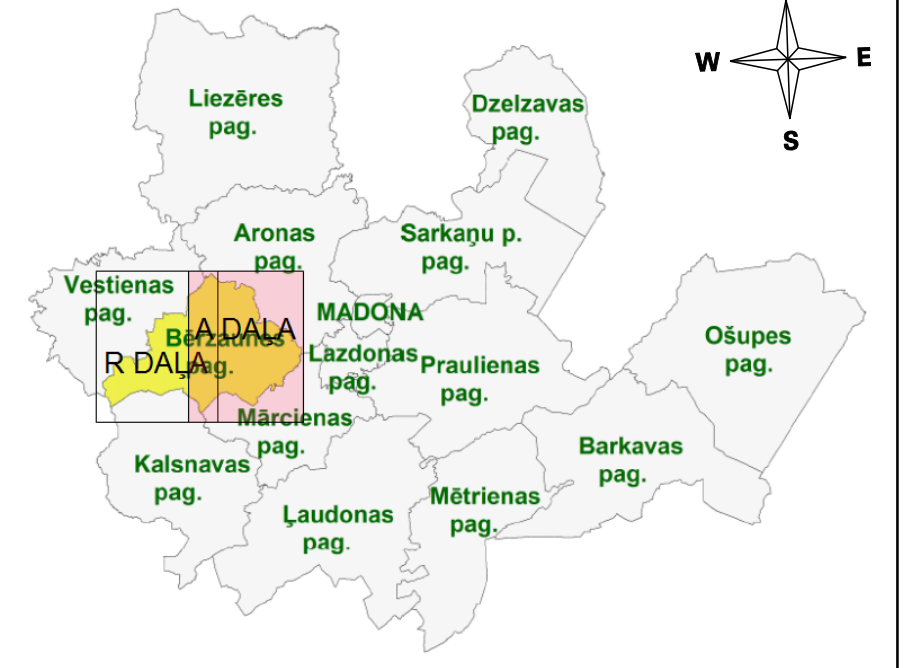 W
E
S
Liezēres
pag.
Dzelzavas
pag.
Aronas
pag.
Sarkaņu p.
pag.
Vestienas
pag.
MADONA
A DAĻA
Bērzaunes
pag.
R DAĻA
Lazdonas
pag.
Praulienas
pag.
Ošupes
pag.
Mārcienas
pag.
Kalsnavas
pag.
Barkavas
pag.
Mētrienas
pag.
Ļaudonas
pag.